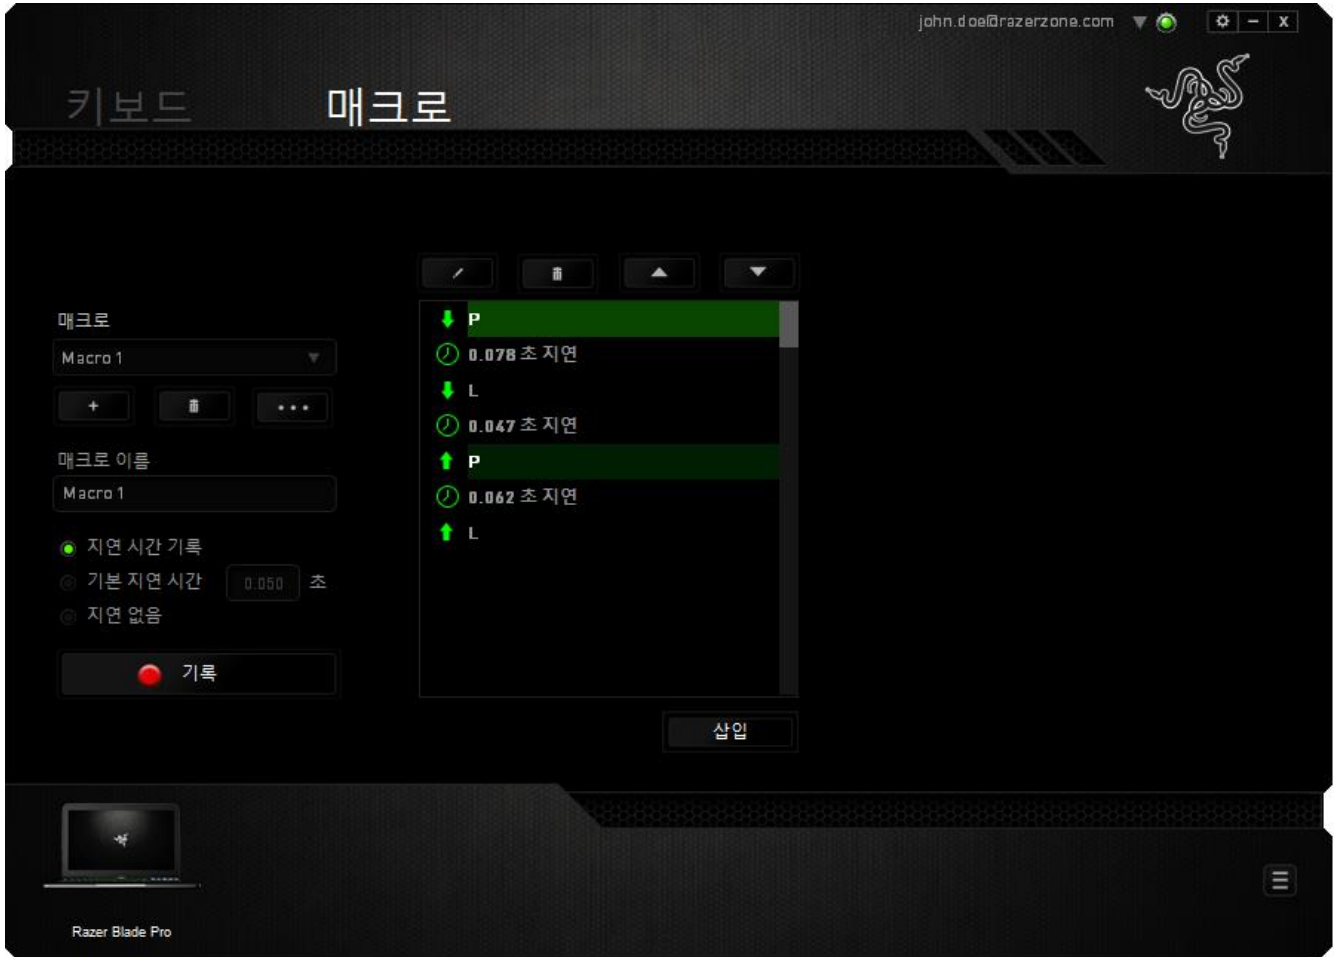 john.doe@razerzone.com
키보드 매크로
매크로
Macro 1
매크로 이름
Macro 1
지연 시간 기록
기본 지연 시간 0.050 초
지연 없음
기록
P
0.078 초 지연
L
0.047 초 지연
P
0.062 초 지연
L
삽입
Razer Blade Pro